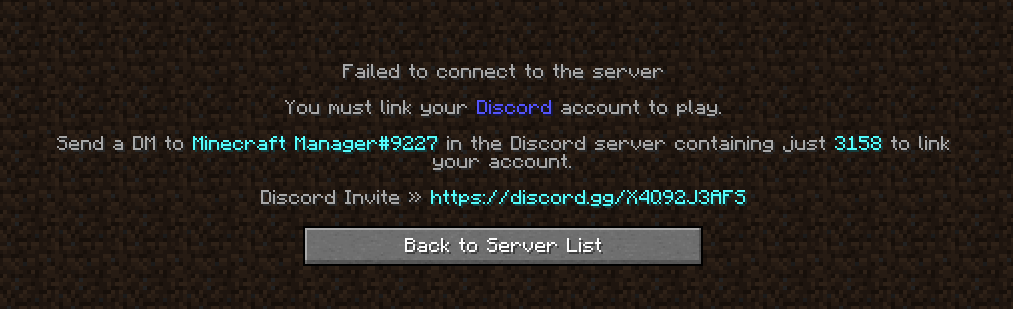 Failed to connect to the server
You must link your Discord account to play.
Send a DM to Minecraft Manager#9227 in the Discord server containing just 3158 to link
your account.
Discord Invite » https://discord.gg/X4Q92J3AFS
Back to Server List